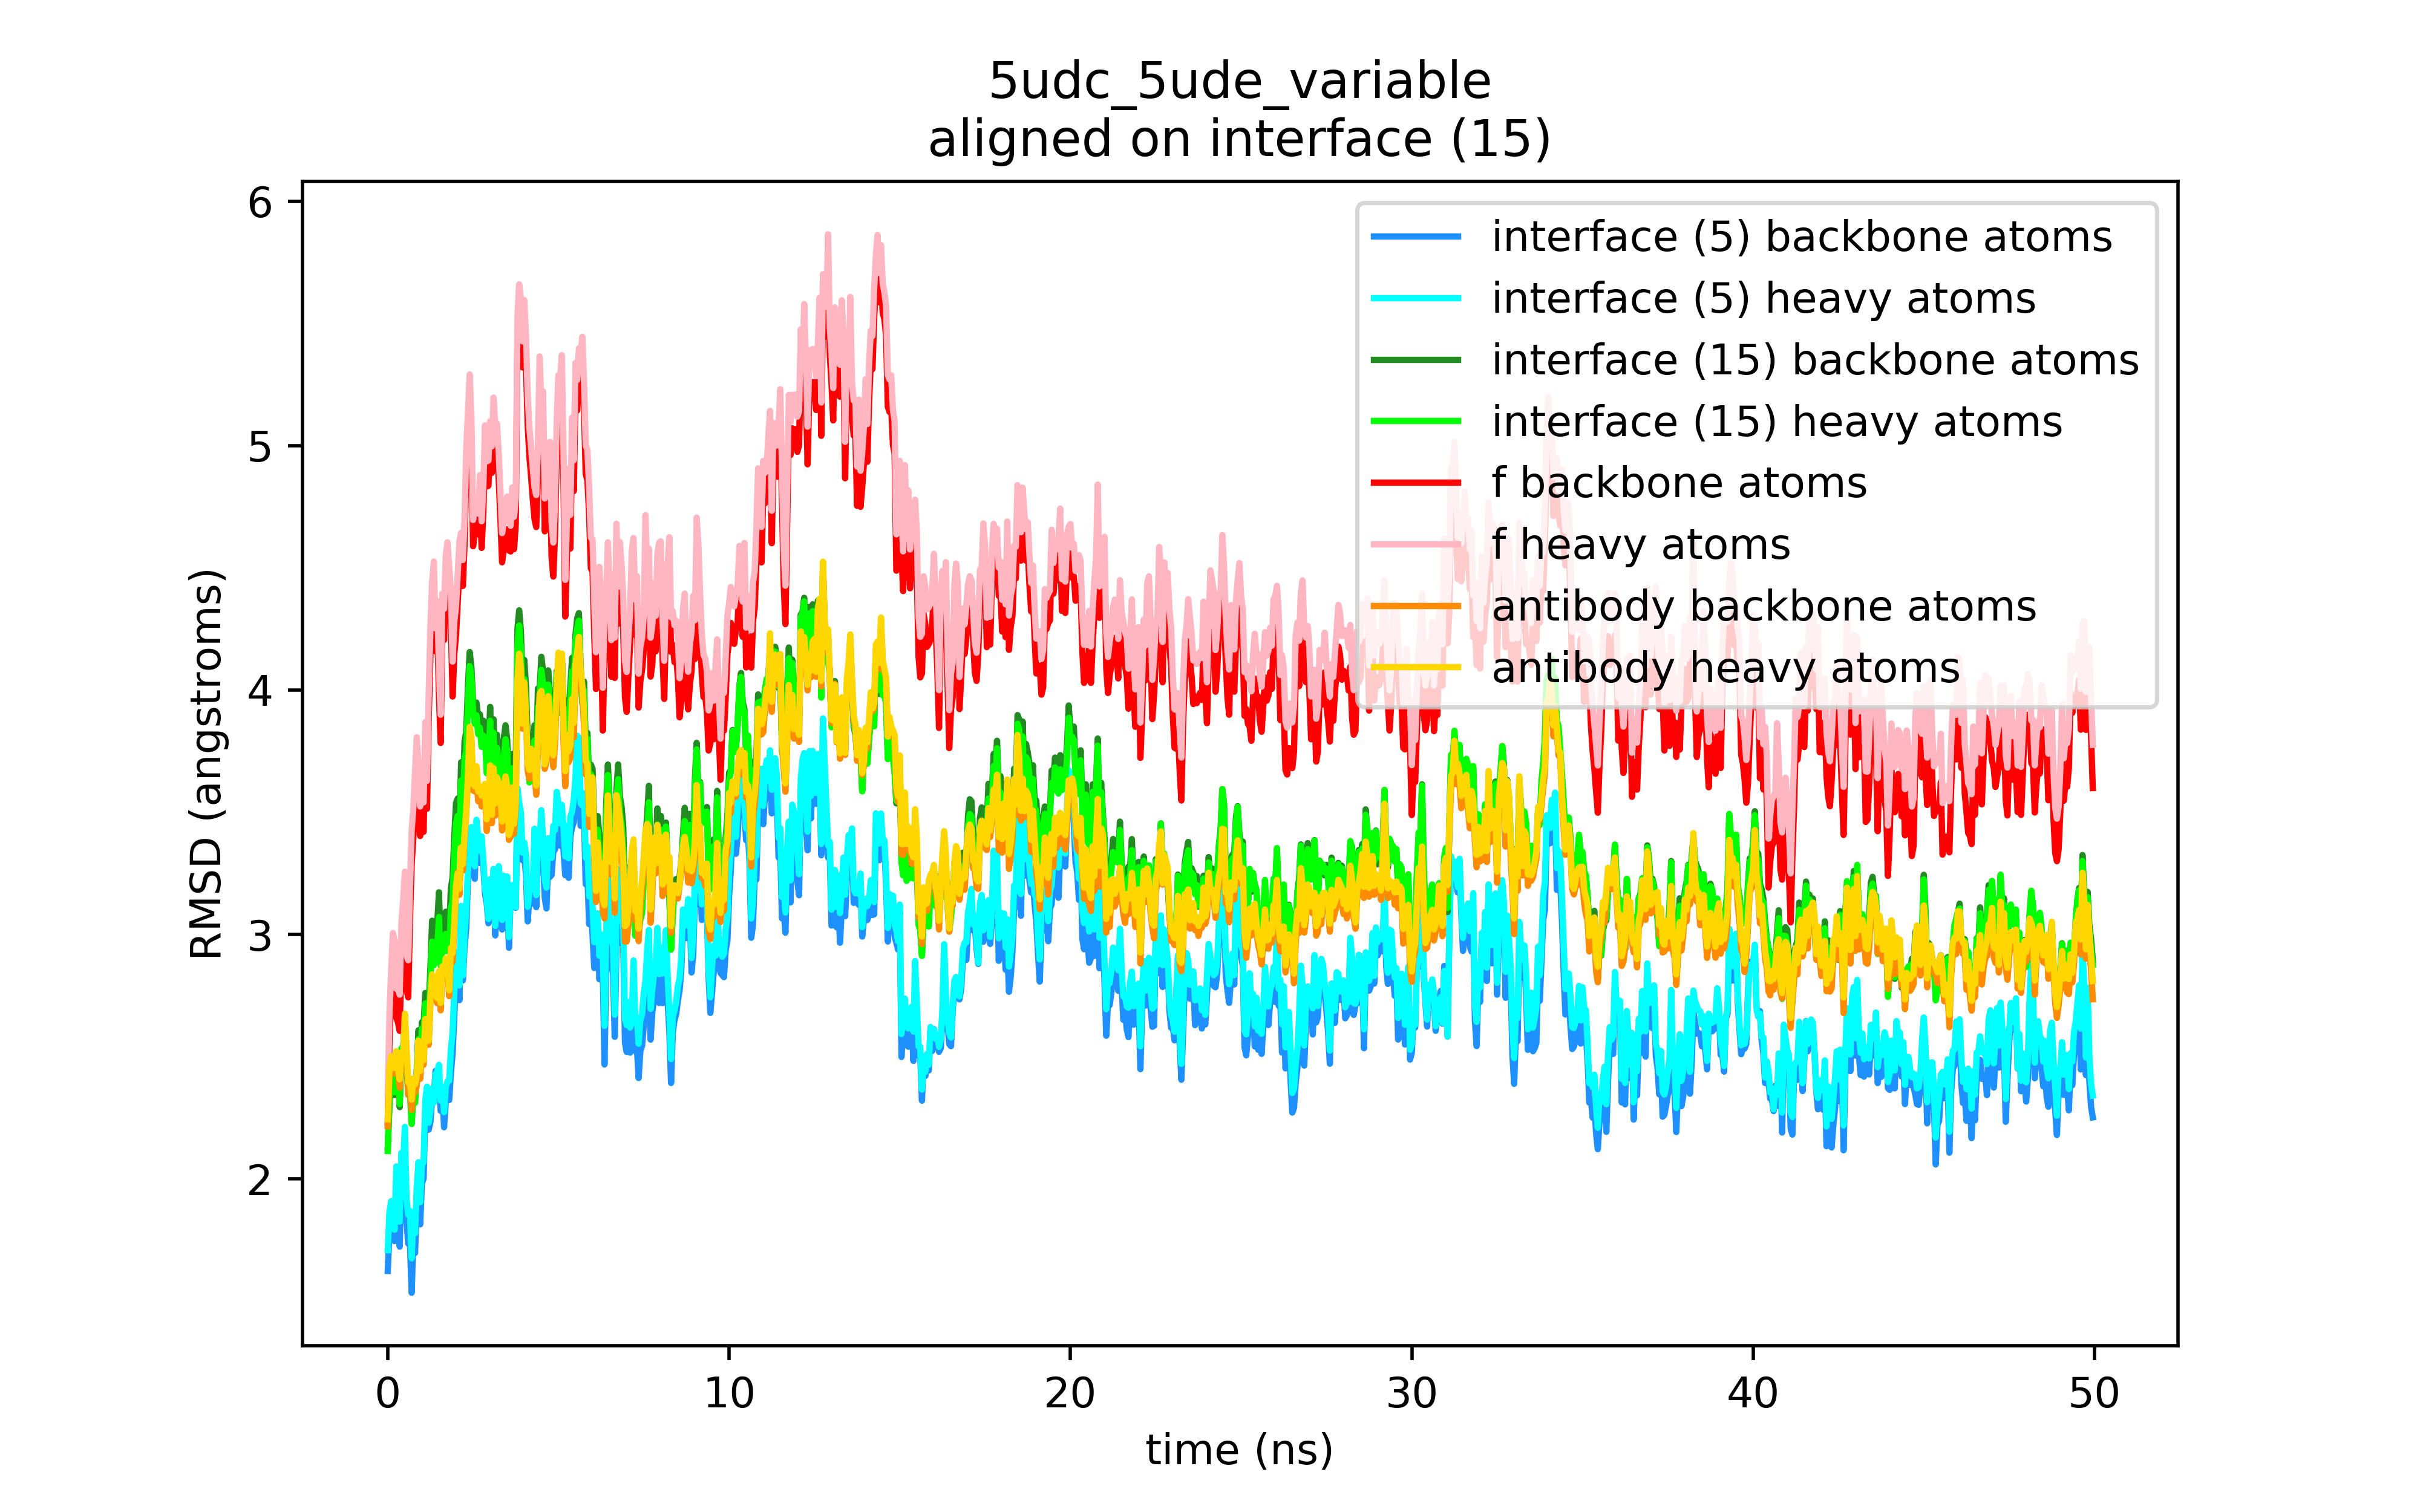 5udc_5ude_variable
aligned on interface (15)
6
5
4
3
2
RMSD (angstroms)
interface (5) backbone atoms
interface (5) heavy atoms
interface (15) backbone atoms
interface (15) heavy atoms
f backbone atoms
f heavy atoms
antibody backbone atoms
antibody heavy atoms
0 10 20 30 40 50
time (ns)